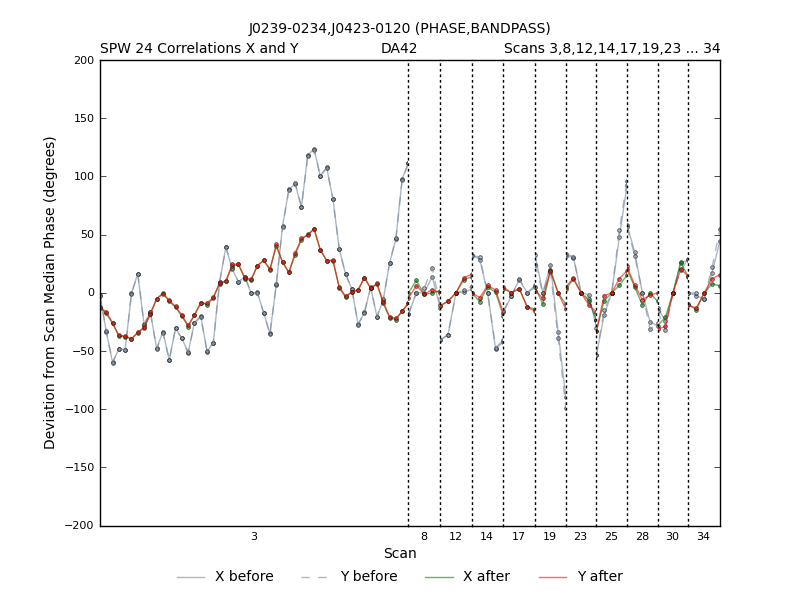 J0239-0234,J0423-0120 (PHASE,BANDPASS)
SPW 24 Correlations X and Y DA42 Scans 3,8,12,14,17,19,23 ... 34
200
150
100
50
0
−50
−100
−150
−200
Deviation from Scan Median Phase (degrees)
3 8 12 14 17 19 23 25 28 30 34
Scan
X before Y before X after Y after